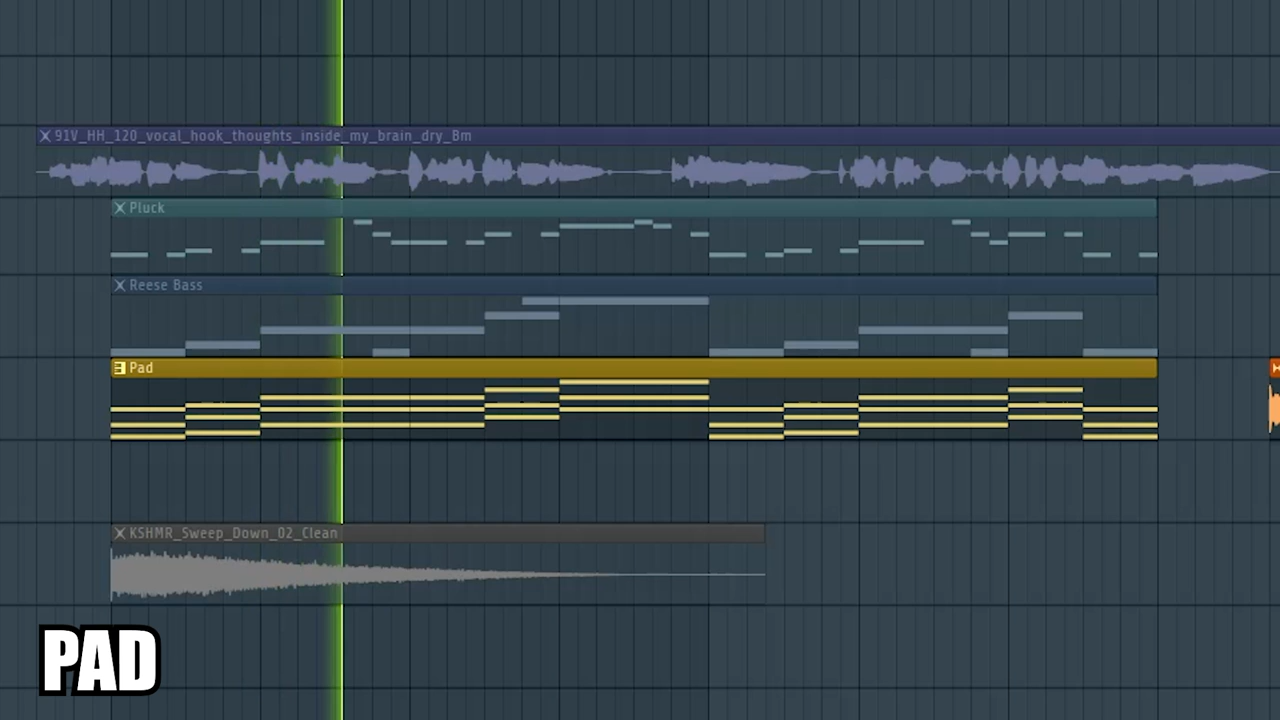 91V_HH_120_vocal_hook_thoughts_inside_my_brain_dry_Bm
Pluck
Reese Bass
Pad
KSHMR_Sweep_Down_02_Clean
PAD